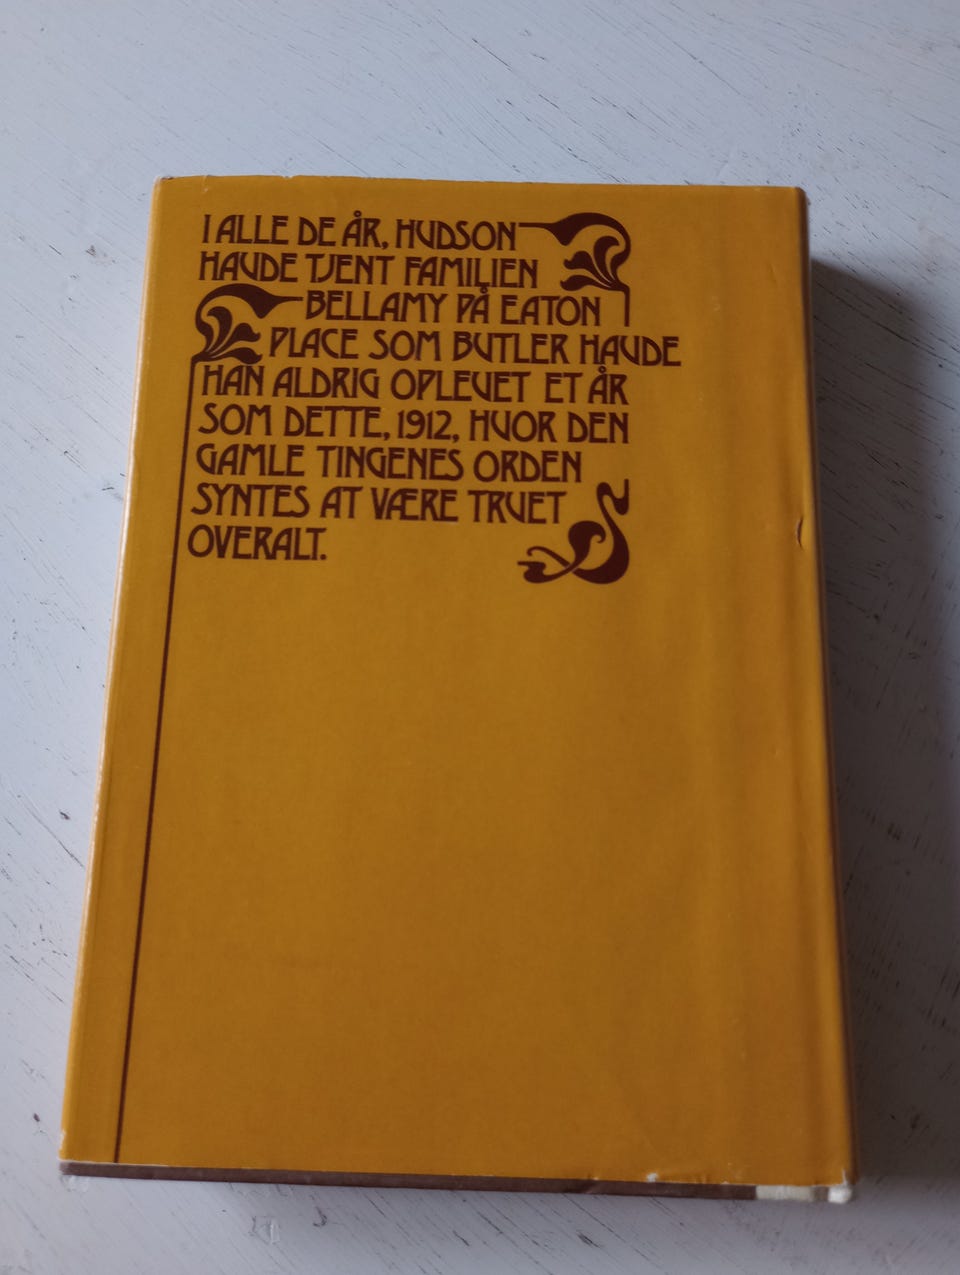 I ALLE DE ÅR, HUDSON
HAVDE TJENT FAMILIEN
BELLAMY PÅ EATON
PLACE SOM BUTLER HAVDE
HAN ALDRIG OPLEVET ET ÅR
SOM DETTE, 1912, HVOR DEN
GAMLE TINGENES ORDEN
SYNTES AT VÆRE TRUET
OVERALT.